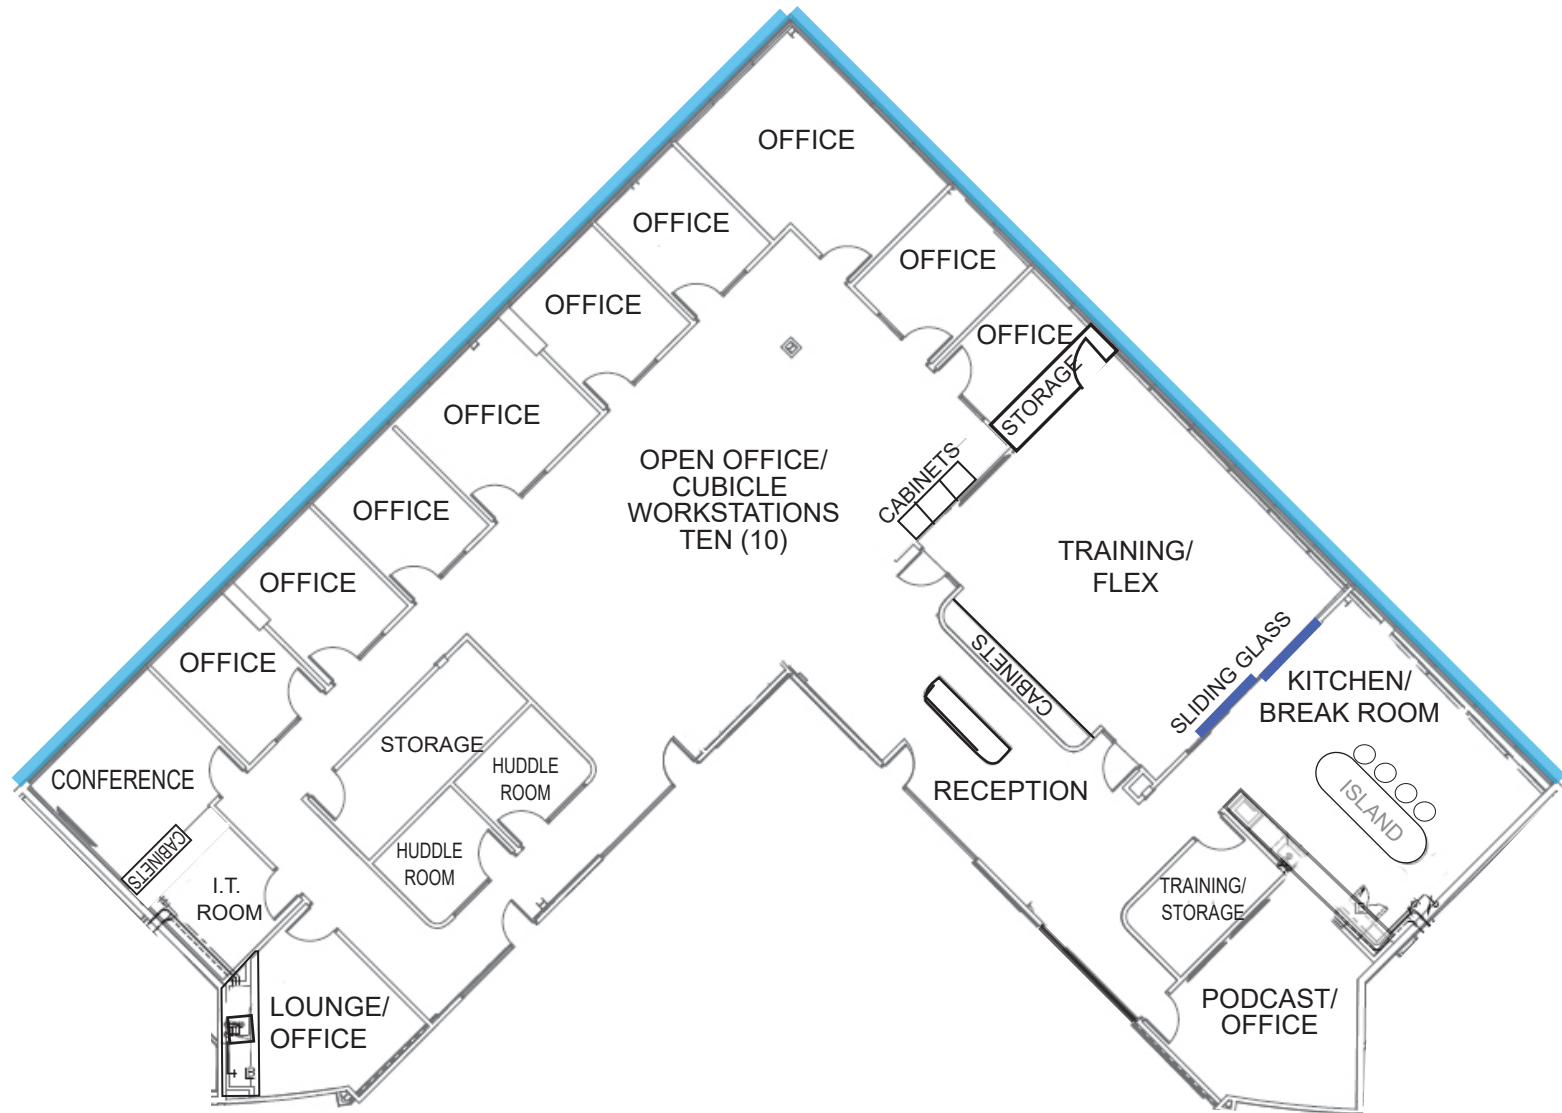 OFFICE
OFFICE
OFFICE
OFFICE
OFFICE
STORAGE
OFFICE
CABINETS
OPEN OFFICE/
CUBICLE
WORKSTATIONS
TEN (10)
OFFICE
TRAINING/
FLEX
OFFICE
OFFICE
CABINETS
SLIDING GLASS
KITCHEN/
BREAK ROOM
STORAGE
HUDDLE
ROOM
CONFERENCE
RECEPTION
ISLAND
CABINETS
HUDDLE
ROOM
I.T.
ROOM
TRAINING/
STORAGE
LOUNGE/
OFFICE
PODCAST/
OFFICE